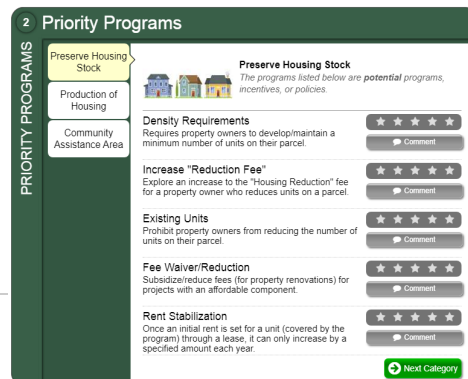 2 Priority Programs
PRIORITY PROGRAMS
Preserve Housing
Stock
Production of
Housing
Community
Assistance Area
Preserve Housing Stock
The programs listed below are potential programs,
incentives, or policies.
Density Requirements
Requires property owners to develop/maintain a
minimum number of units on their parcel.
Comment
Increase "Reduction Fee"
Explore an increase to the "Housing Reduction" fee
for a property owner who reduces units on a parcel.
Comment
Existing Units
Prohibit property owners from reducing the number of
units on their parcel.
Comment
Fee Waiver/Reduction
Subsidize/reduce fees (for property renovations) for
projects with an affordable component.
Comment
Rent Stabilization
Once an initial rent is set for a unit (covered by the
program) through a lease, it can only increase by a
specified amount each year.
Comment
Next Category